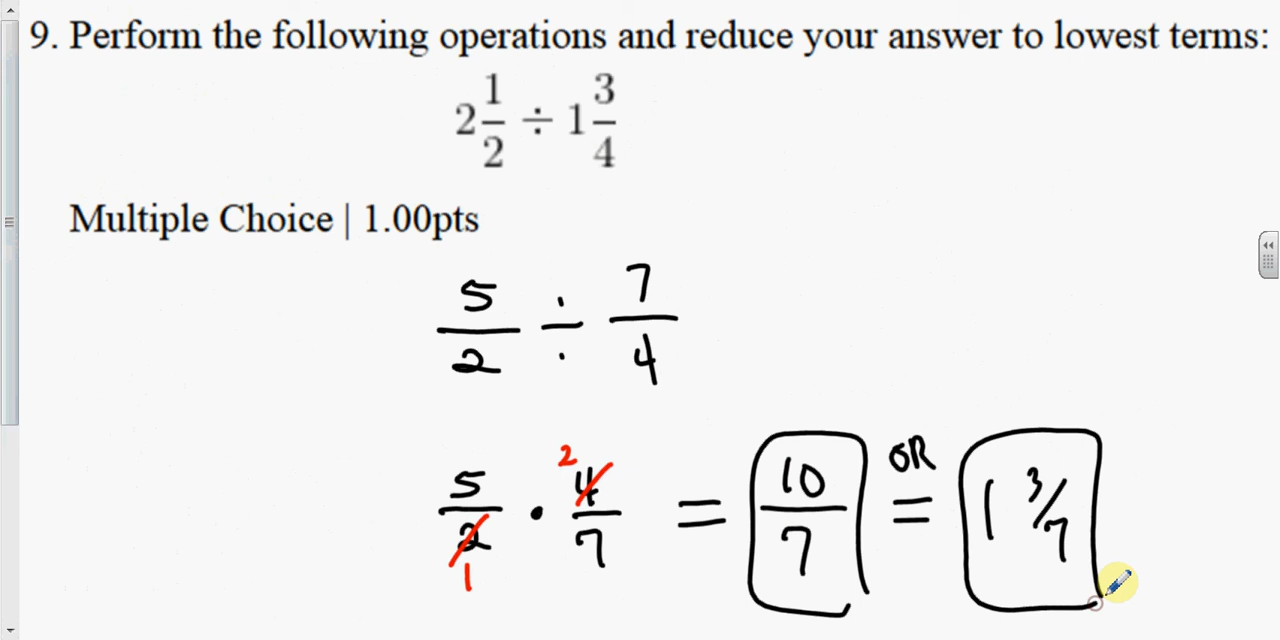 9. Perform the following operations and reduce your answer to lowest terms:
2 1/2 ÷ 1 3/4
Multiple Choice | 1.00pts
5/2 ÷ 7/4
5/2 1 · 2 4/7 = 10/7 OR = 1 3/7